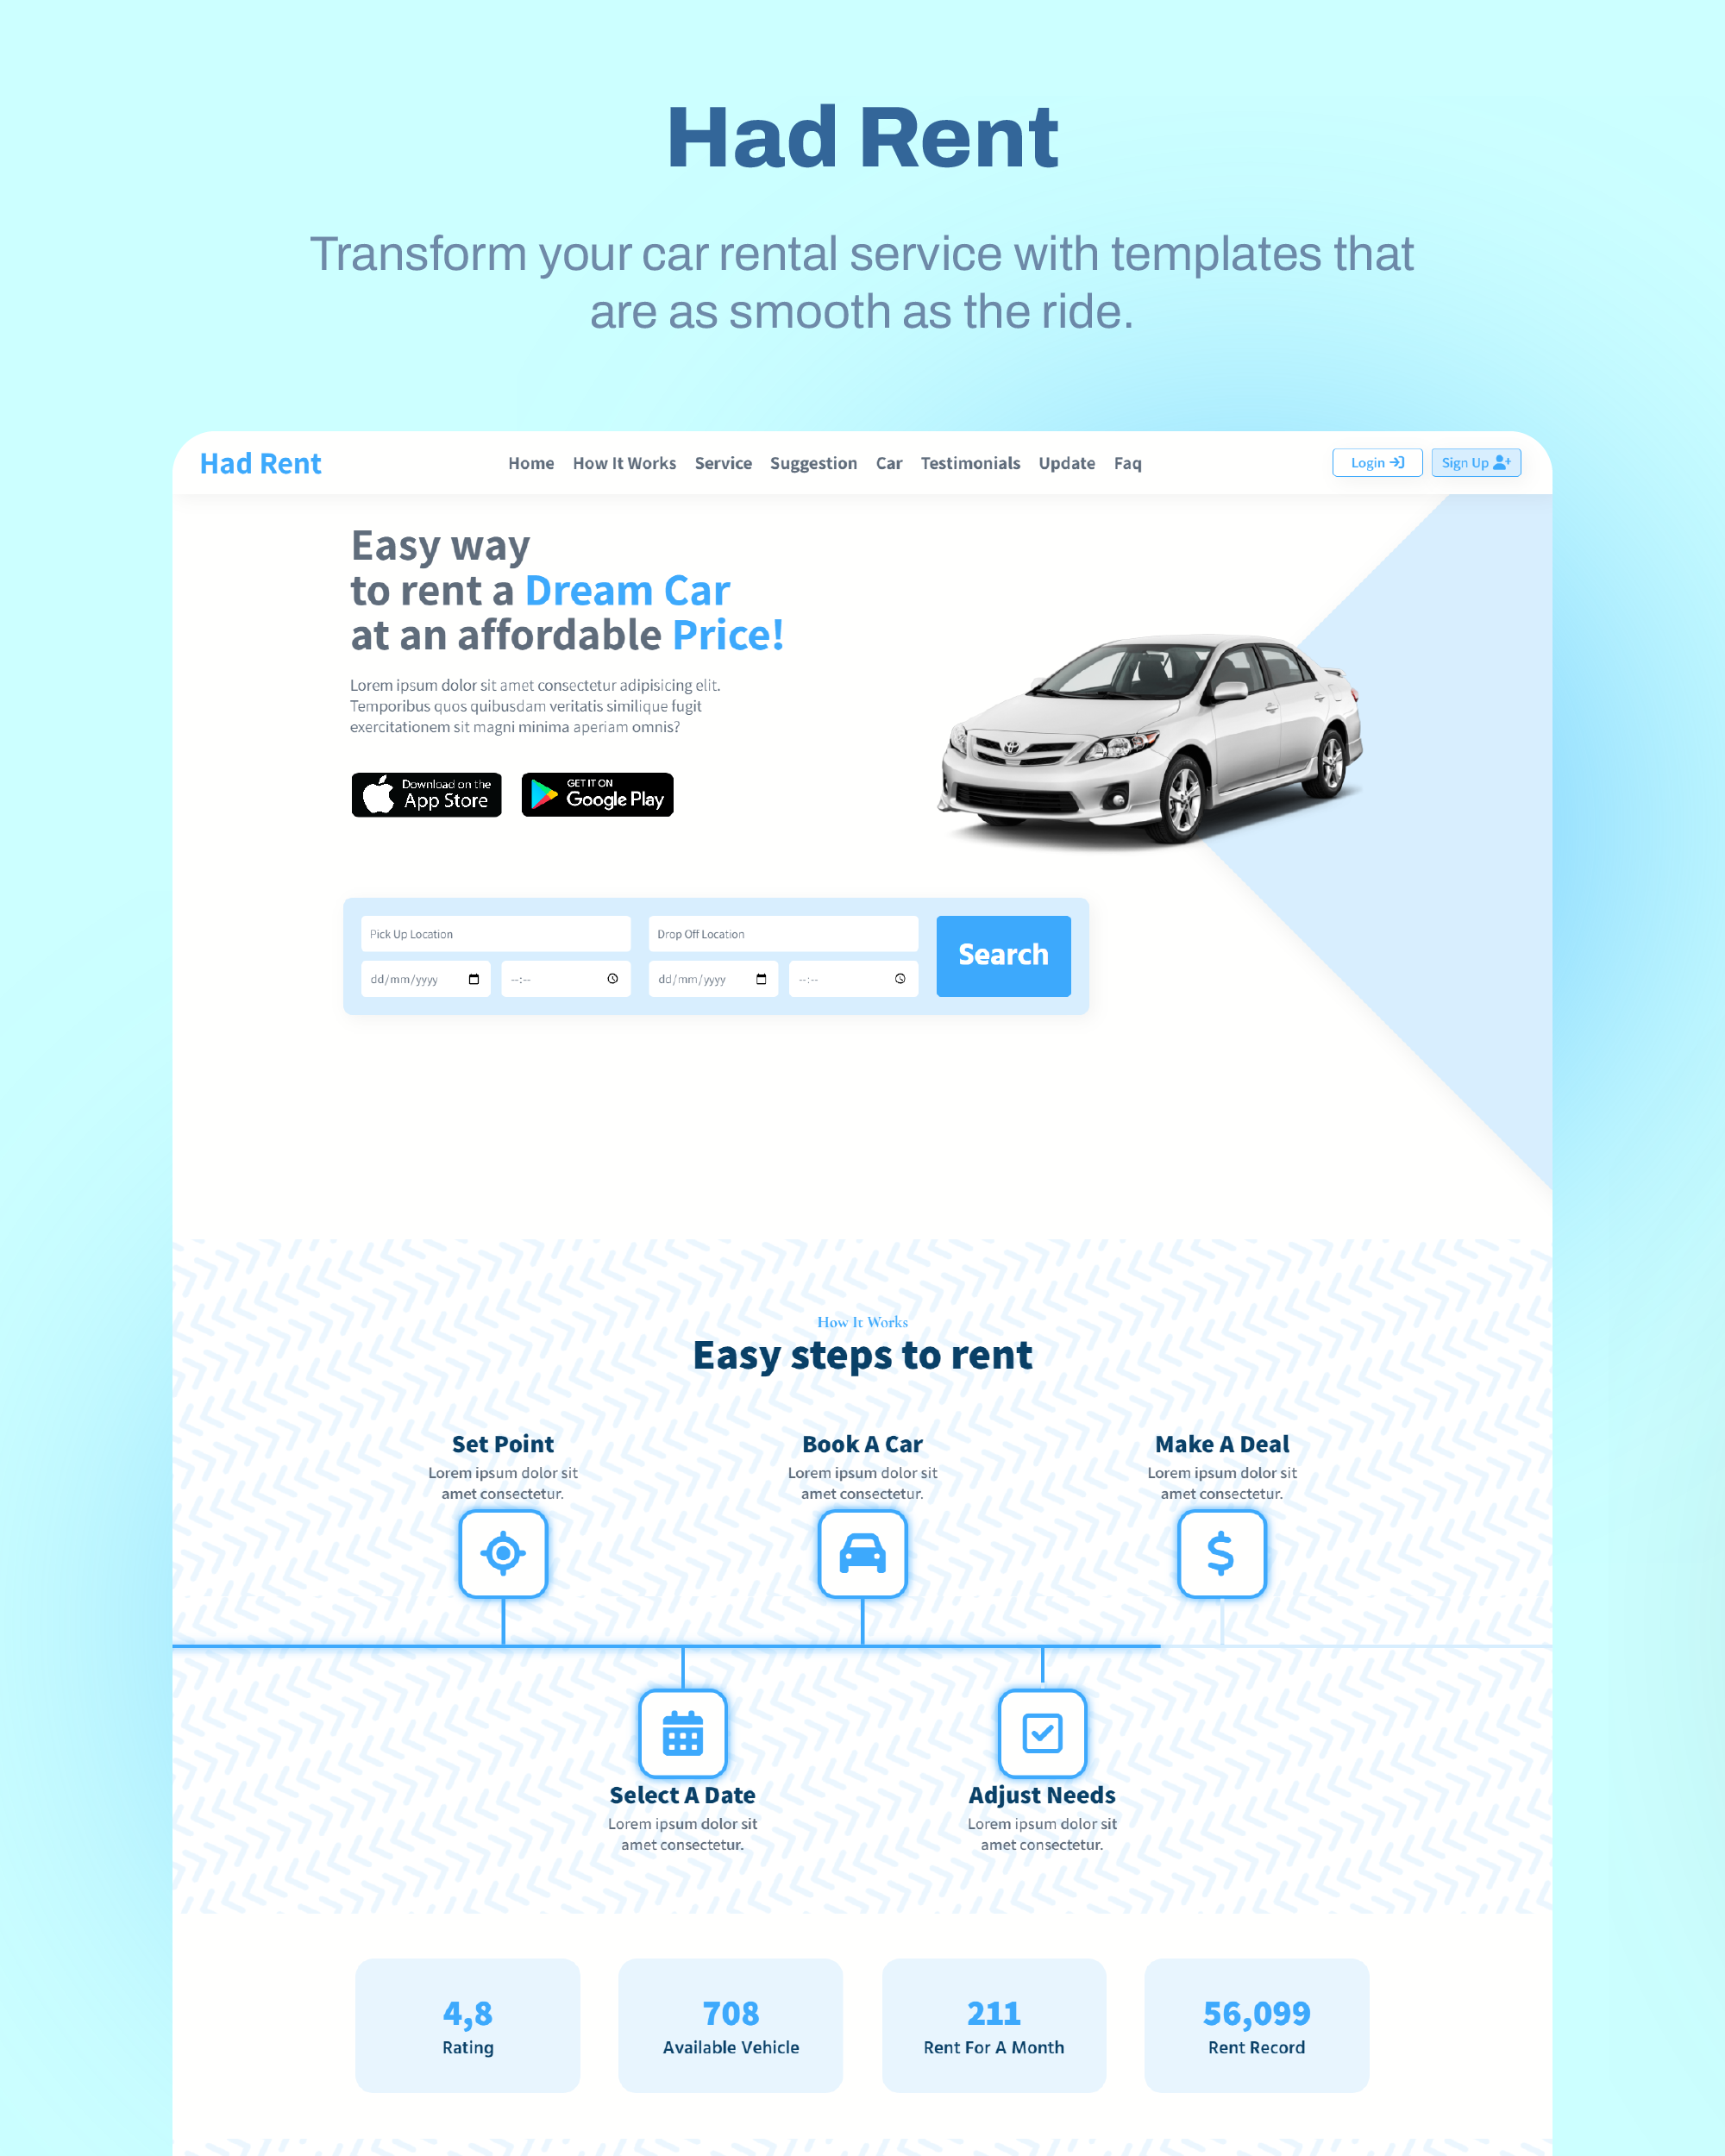 Had Rent
Transform your car rental service with templates that
are as smooth as the ride.
Had Rent
Home How It Works Service Suggestion Car Testimonials Update Faq
Login
Sign Up
Easy way
to rent a Dream Car
at an affordable Price!
Lorem ipsum dolor sit amet consectetur adipisicing elit.
Temporibus quos quibusdam veritatis similique fugit
exercitationem sit magni minima aperiam omnis?
Download on the
App Store
GET IT ON
Google Play
Pick Up Location
Drop Off Location
dd/mm/yyyy
--:--
dd/mm/yyyy
--:--
Search
How It Works
Easy steps to rent
Set Point
Lorem ipsum dolor sit
amet consectetur.
Book A Car
Lorem ipsum dolor sit
amet consectetur.
Make A Deal
Lorem ipsum dolor sit
amet consectetur.
Select A Date
Lorem ipsum dolor sit
amet consectetur.
Adjust Needs
Lorem ipsum dolor sit
amet consectetur.
4,8
Rating
708
Available Vehicle
211
Rent For A Month
56,099
Rent Record